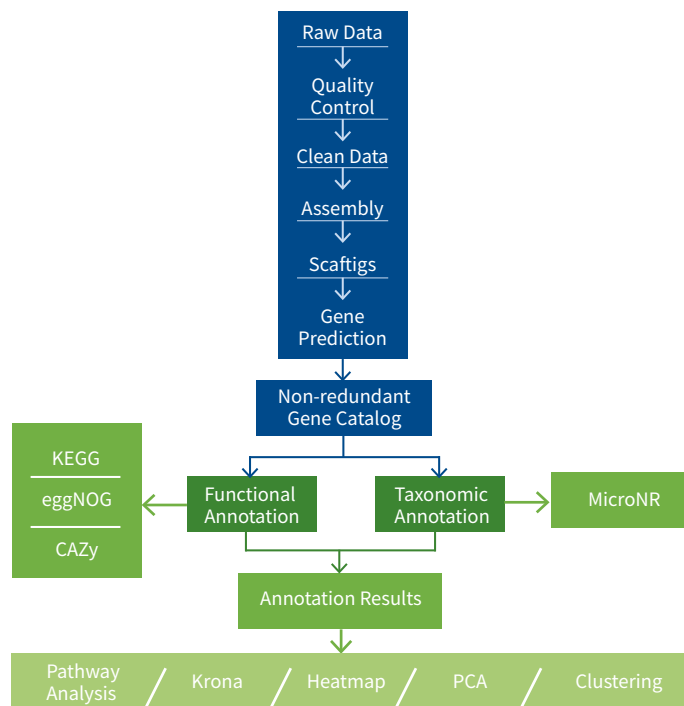 Raw Data
Quality
Control
Clean Data
Assembly
Scaftigs
Gene
Prediction
Non-redundant
Gene Catalog
KEGG
eggNOG
CAZy
Functional
Annotation
Taxonomic
Annotation
MicroNR
Annotation Results
Pathway
Analysis
Krona
Heatmap
PCA
Clustering